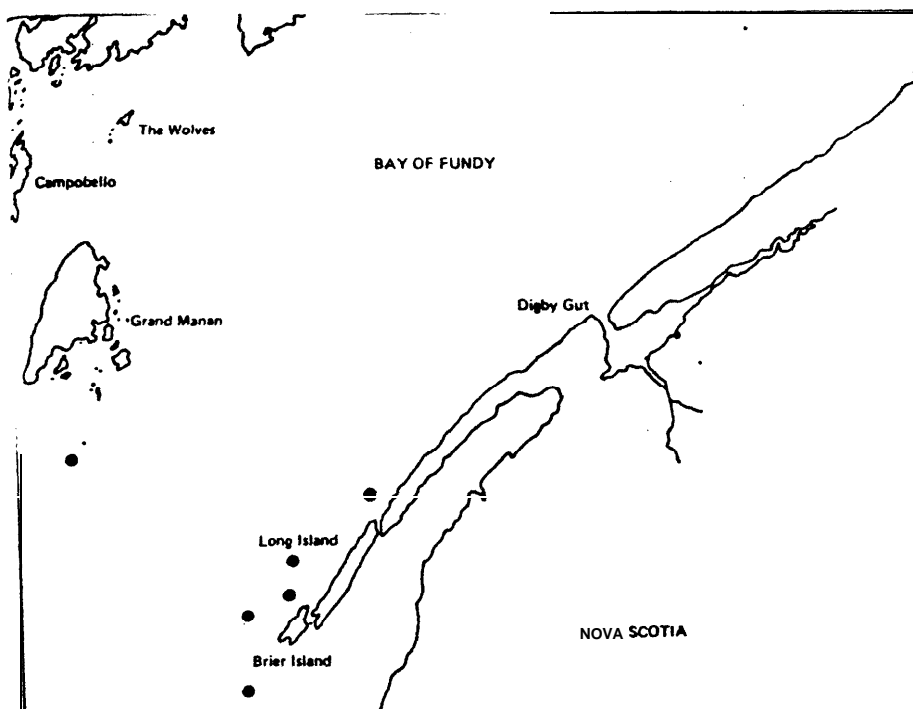 The Wolves
BAY OF FUNDY
Campobello
Digby Gut
Grand Manan
Long Island
NOVA SCOTIA
Brier Island